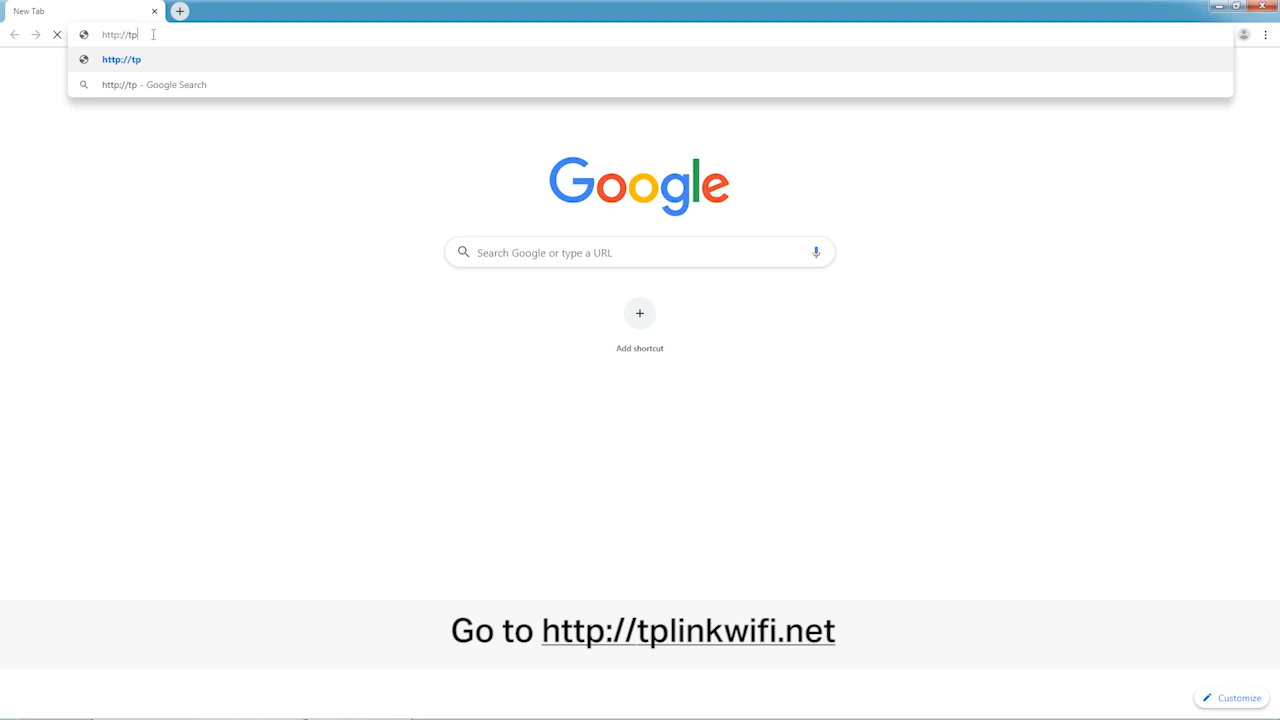 New Tab
http://tp
http://tp
http://tp - Google Search
Google
Search Google or type a URL
Add shortcut
Go to http://tplinkwifi.net
Customize